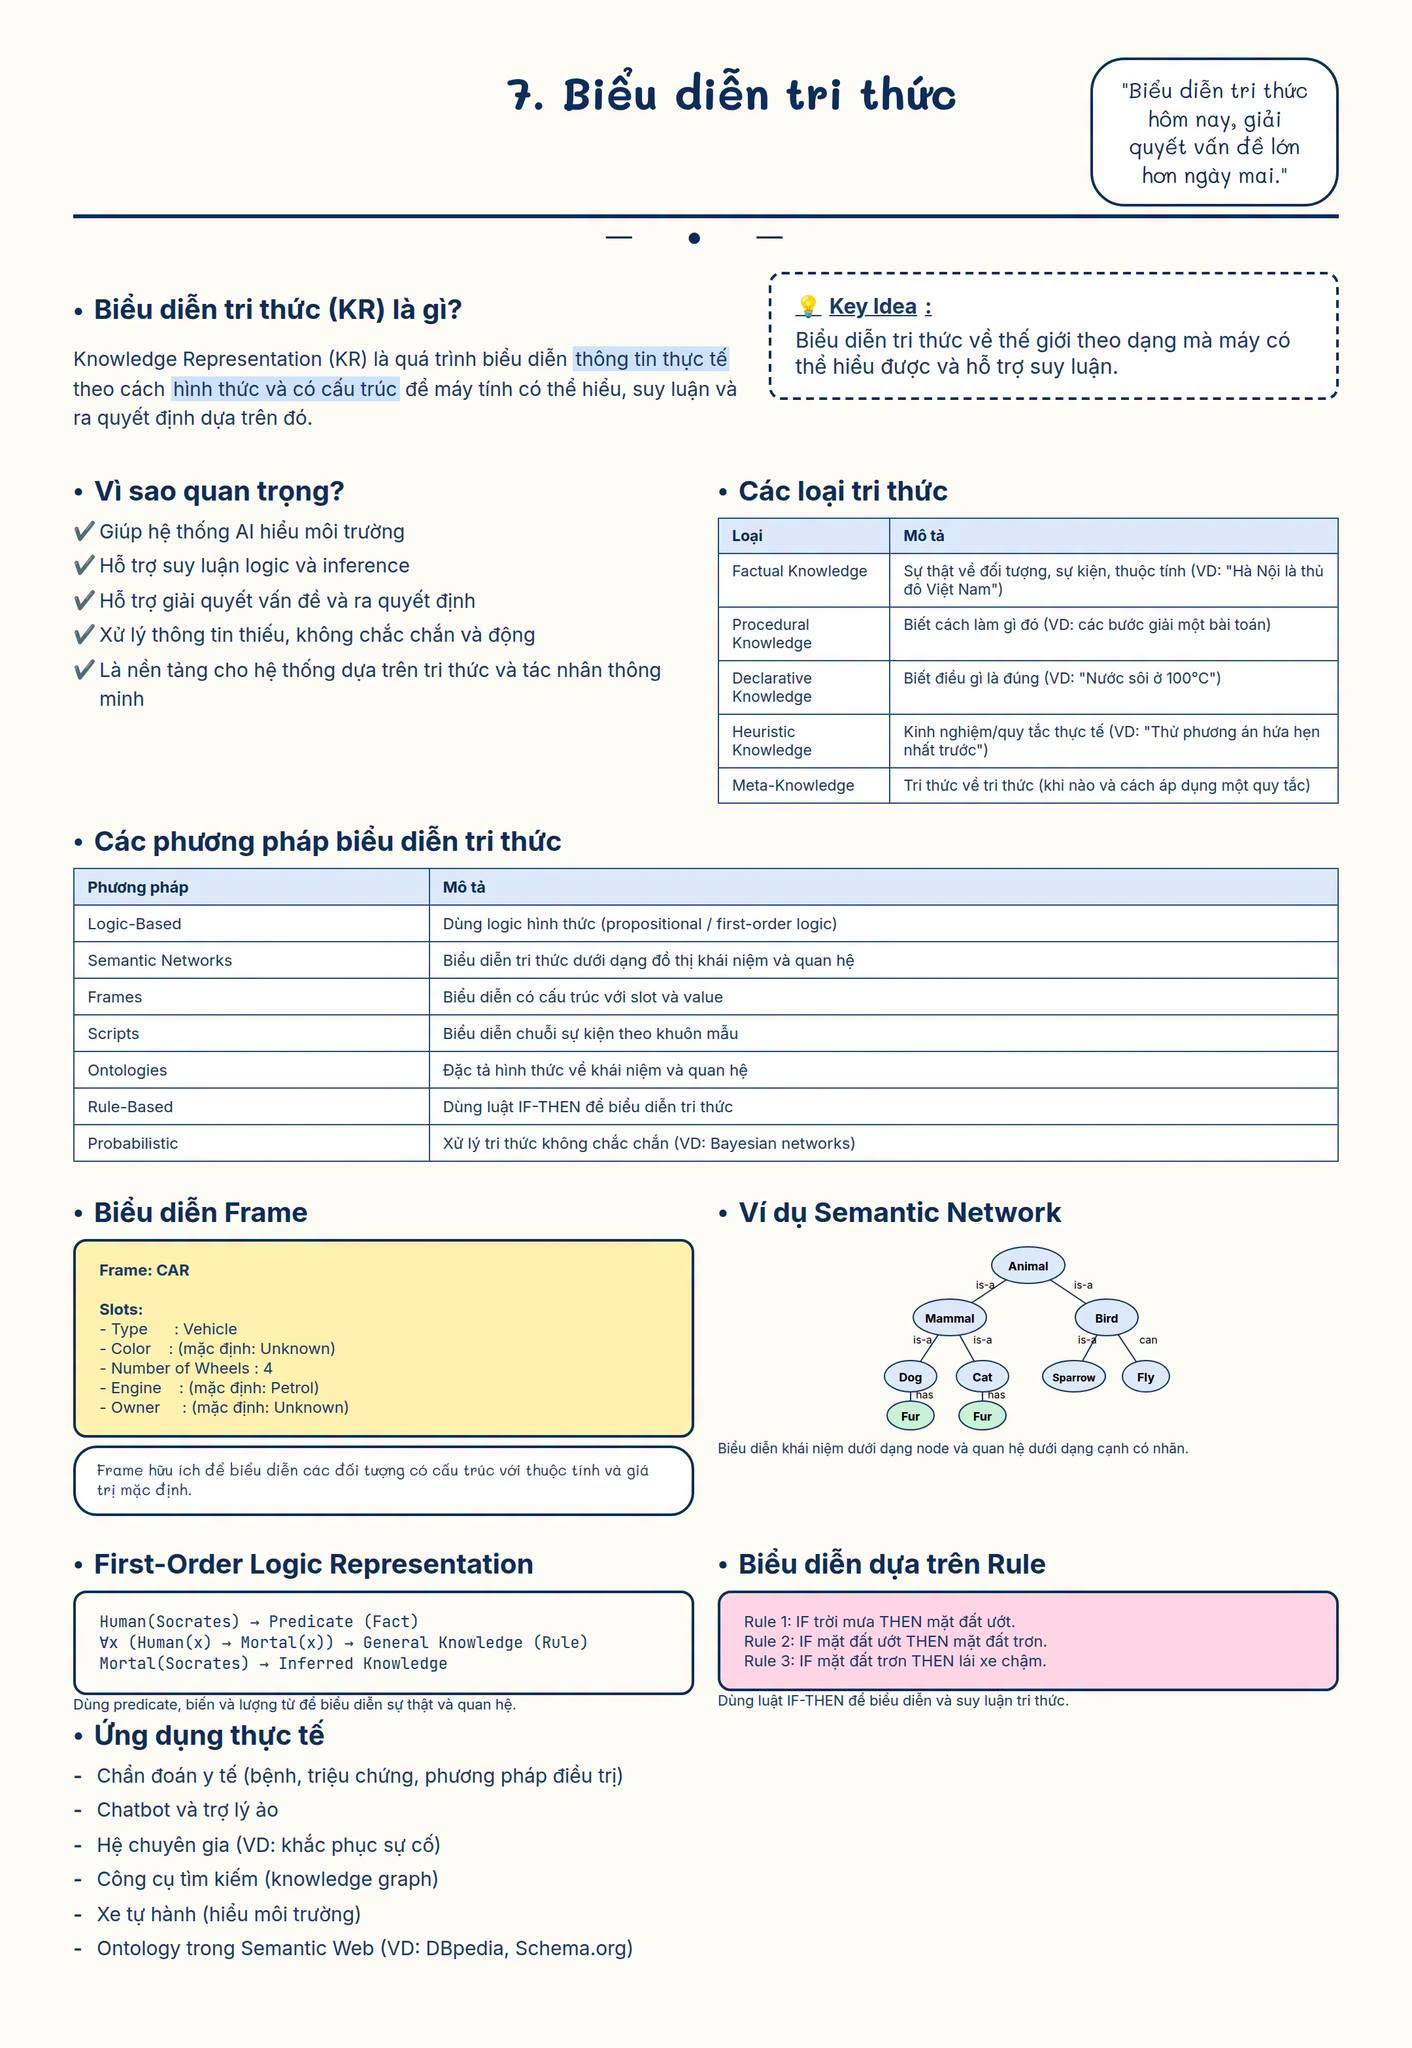 7. Biểu diễn tri thức
"Biểu diễn tri thức
hôm nay, giải
quyết vấn đề lớn
hơn ngày mai."
• Biểu diễn tri thức (KR) là gì?
Knowledge Representation (KR) là quá trình biểu diễn thông tin thực tế
theo cách hình thức và có cấu trúc để máy tính có thể hiểu, suy luận và
ra quyết định dựa trên đó.
💡 Key Idea :
Biểu diễn tri thức về thế giới theo dạng mà máy có
thể hiểu được và hỗ trợ suy luận.
• Vì sao quan trọng?
✔ Giúp hệ thống AI hiểu môi trường
✔ Hỗ trợ suy luận logic và inference
✔ Hỗ trợ giải quyết vấn đề và ra quyết định
✔ Xử lý thông tin thiếu, không chắc chắn và động
✔ Là nền tảng cho hệ thống dựa trên tri thức và tác nhân thông
minh
• Các loại tri thức
Loại Mô tả
Factual Knowledge Sự thật về đối tượng, sự kiện, thuộc tính (VD: "Hà Nội là thủ
đô Việt Nam")
Procedural Biết cách làm gì đó (VD: các bước giải một bài toán)
Knowledge
Declarative Biết điều gì là đúng (VD: "Nước sôi ở 100°C")
Knowledge
Heuristic Kinh nghiệm/quy tắc thực tế (VD: "Thử phương án hứa hẹn
Knowledge nhất trước")
Meta-Knowledge Tri thức về tri thức (khi nào và cách áp dụng một quy tắc)
• Các phương pháp biểu diễn tri thức
Phương pháp Mô tả
Logic-Based Dùng logic hình thức (propositional / first-order logic)
Semantic Networks Biểu diễn tri thức dưới dạng đồ thị khái niệm và quan hệ
Frames Biểu diễn có cấu trúc với slot và value
Scripts Biểu diễn chuỗi sự kiện theo khuôn mẫu
Ontologies Đặc tả hình thức về khái niệm và quan hệ
Rule-Based Dùng luật IF-THEN để biểu diễn tri thức
Probabilistic Xử lý tri thức không chắc chắn (VD: Bayesian networks)
• Biểu diễn Frame
Frame: CAR
Slots:
- Type : Vehicle
- Color : (mặc định: Unknown)
- Number of Wheels : 4
- Engine : (mặc định: Petrol)
- Owner : (mặc định: Unknown)
Frame hữu ích để biểu diễn các đối tượng có cấu trúc với thuộc tính và giá
trị mặc định.
• Ví dụ Semantic Network
Animal
is-a is-a
Mammal Bird
is-a is-a is-a can
Dog Cat Sparrow Fly
has has
Fur Fur
Biểu diễn khái niệm dưới dạng node và quan hệ dưới dạng cạnh có nhãn.
• First-Order Logic Representation
Human(Socrates) → Predicate (Fact)
∀x (Human(x) → Mortal(x)) → General Knowledge (Rule)
Mortal(Socrates) → Inferred Knowledge
Dùng predicate, biến và lượng từ để biểu diễn sự thật và quan hệ.
• Biểu diễn dựa trên Rule
Rule 1: IF trời mưa THEN mặt đất ướt.
Rule 2: IF mặt đất ướt THEN mặt đất trơn.
Rule 3: IF mặt đất trơn THEN lái xe chậm.
Dùng luật IF-THEN để biểu diễn và suy luận tri thức.
• Ứng dụng thực tế
- Chẩn đoán y tế (bệnh, triệu chứng, phương pháp điều trị)
- Chatbot và trợ lý ảo
- Hệ chuyên gia (VD: khắc phục sự cố)
- Công cụ tìm kiếm (knowledge graph)
- Xe tự hành (hiểu môi trường)
- Ontology trong Semantic Web (VD: DBpedia, Schema.org)